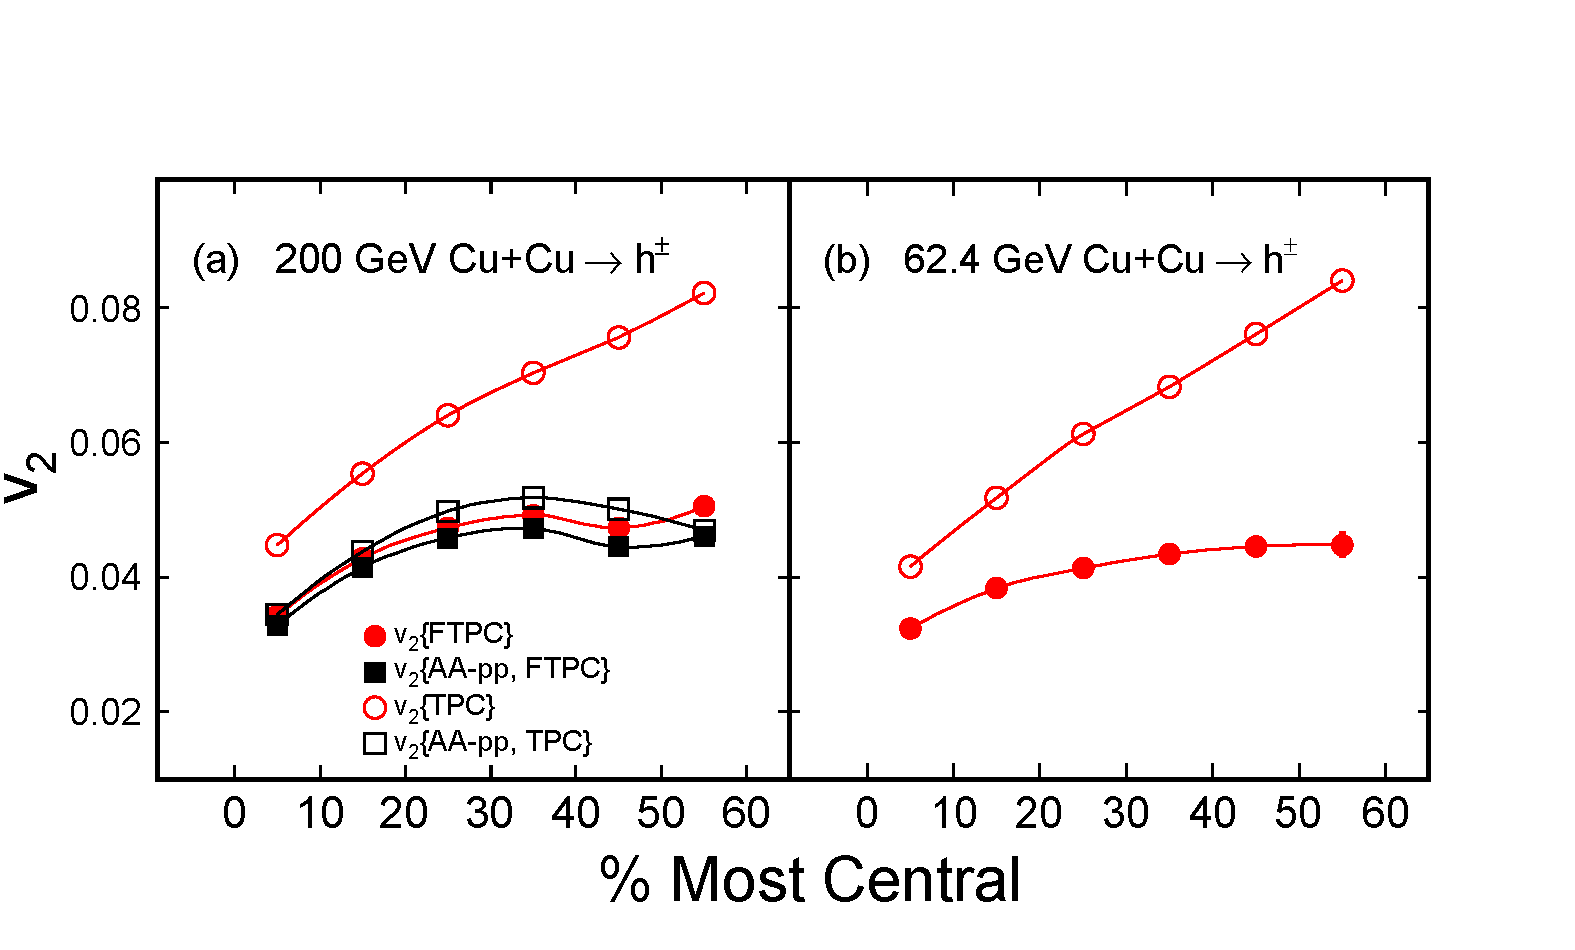 (a) 200 GeV Cu+Cu → h±
(b) 62.4 GeV Cu+Cu → h±
0.08
0.06
0.04
0.02
v2
v2{FTPC}
v2{AA-pp, FTPC}
v2{TPC}
v2{AA-pp, TPC}
0 10 20 30 40 50 60
0 10 20 30 40 50 60
% Most Central